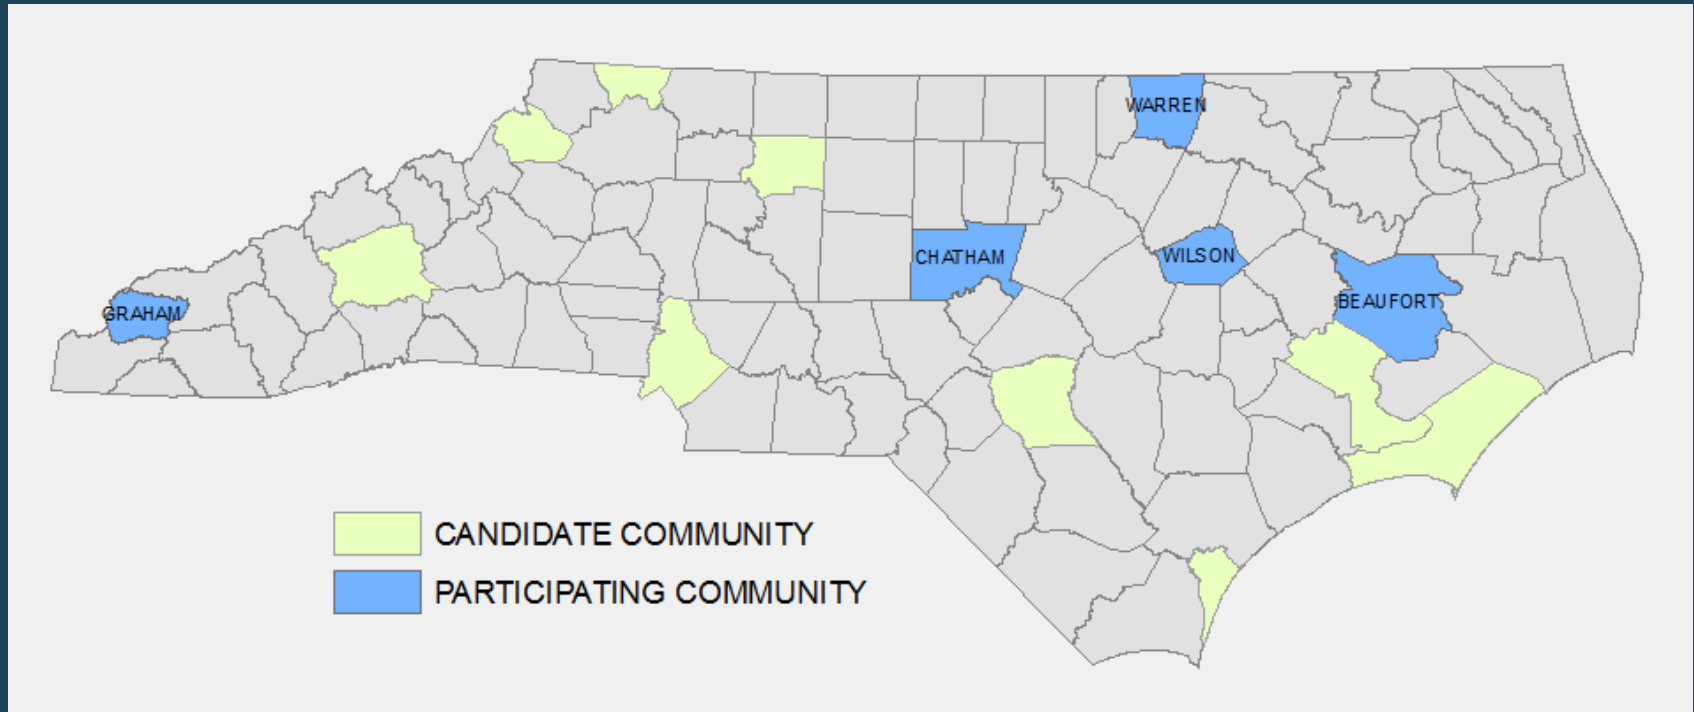 WARREN
CHATHAM
WILSON
BEAUFORT
GRAHAM
CANDIDATE COMMUNITY
PARTICIPATING COMMUNITY